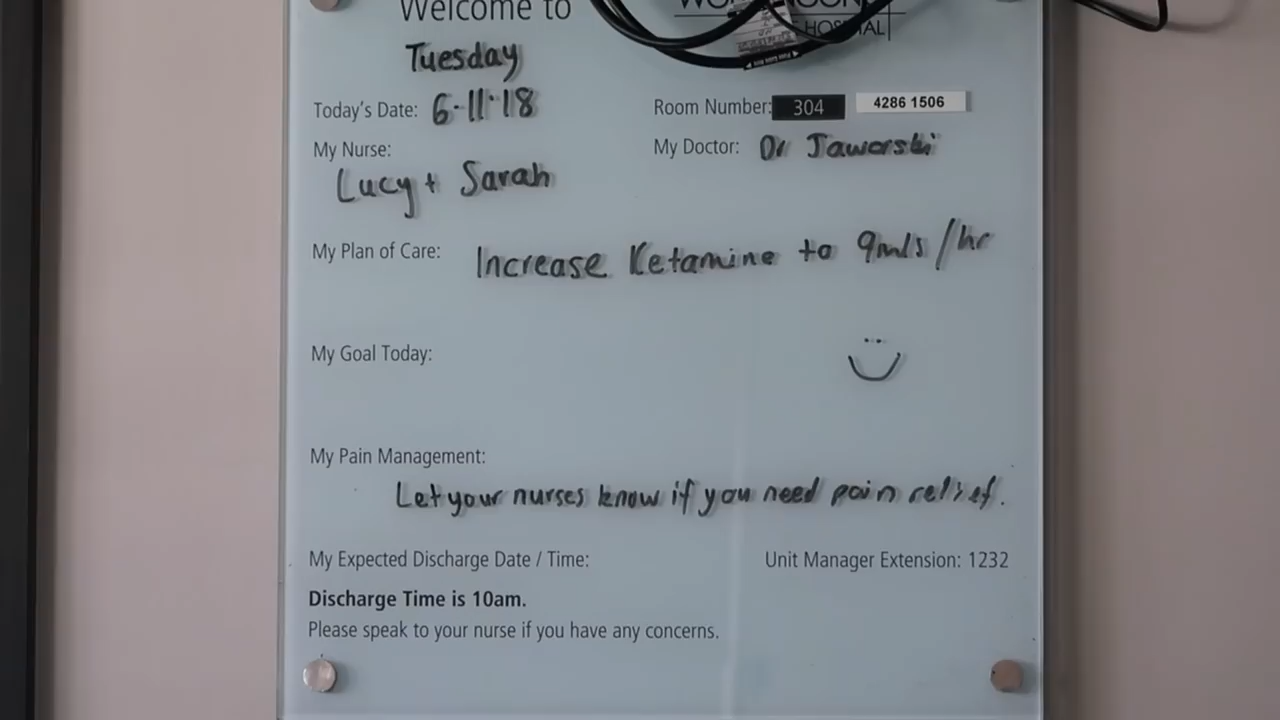 Welcome to
HOSPITAL
Tuesday
Today's Date: 6·11·18
Room Number: 304 4286 1506
My Nurse:
Lucy + Sarah
My Doctor: Dr Jaworski
My Plan of Care: Increase Ketamine to 9mls/hr
My Goal Today:
My Pain Management:
Let your nurses know if you need pain relief.
My Expected Discharge Date / Time:
Unit Manager Extension: 1232
Discharge Time is 10am.
Please speak to your nurse if you have any concerns.